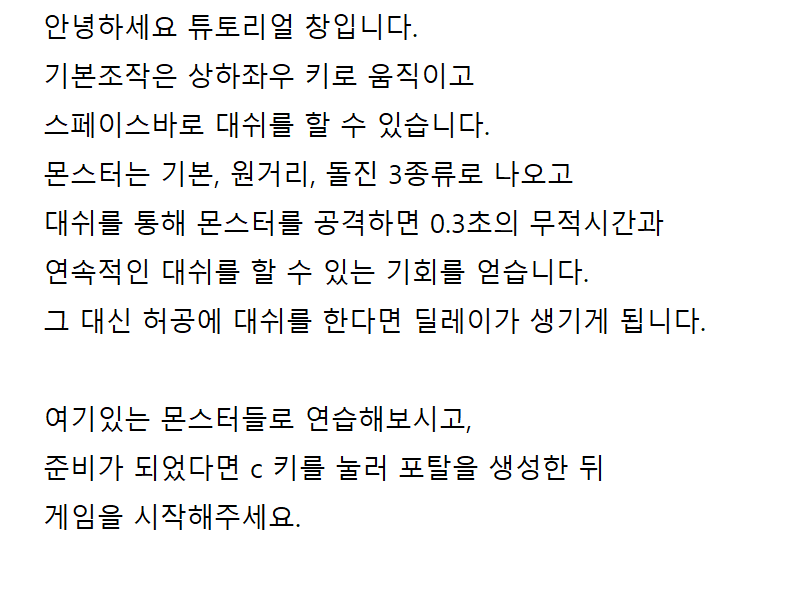 안녕하세요 튜토리얼 창입니다.
기본조작은 상하좌우 키로 움직이고
스페이스바로 대쉬를 할 수 있습니다.
몬스터는 기본, 원거리, 돌진 3종류로 나오고
대쉬를 통해 몬스터를 공격하면 0.3초의 무적시간과
연속적인 대쉬를 할 수 있는 기회를 얻습니다.
그 대신 허공에 대쉬를 한다면 딜레이가 생기게 됩니다.
여기있는 몬스터들로 연습해보시고,
준비가 되었다면 c 키를 눌러 포탈을 생성한 뒤
게임을 시작해주세요.